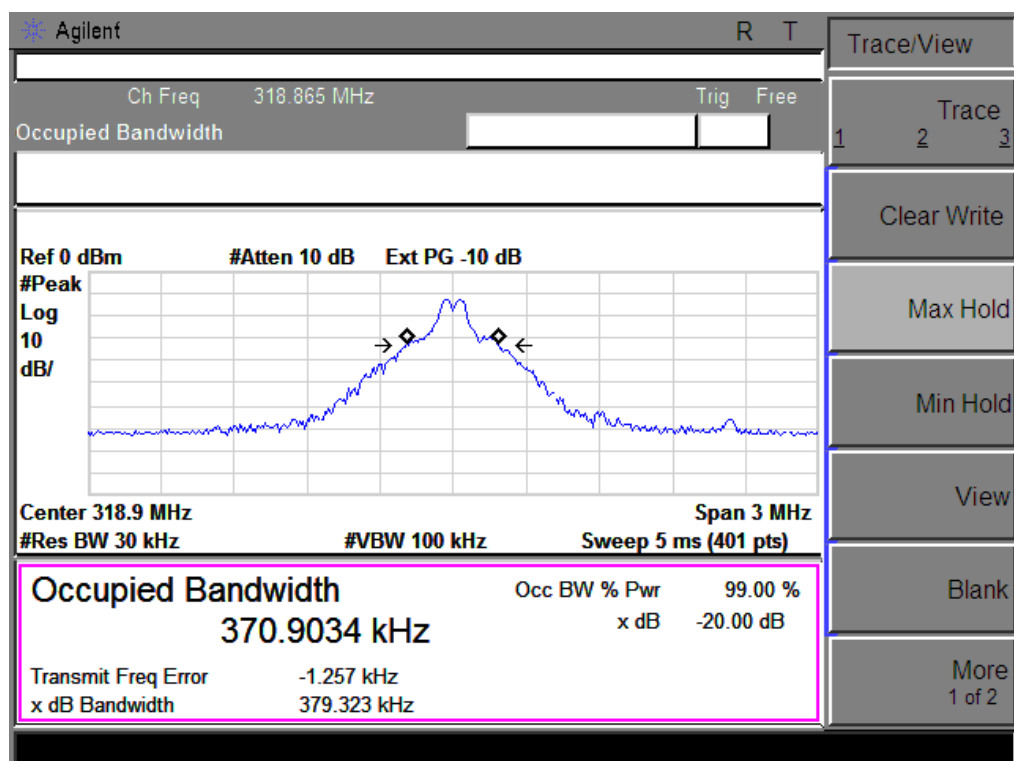 Agilent R T
Ch Freq 318.865 MHz Trig Free
Occupied Bandwidth
Ref 0 dBm #Atten 10 dB Ext PG -10 dB
#Peak
Log
10
dB/
Center 318.9 MHz Span 3 MHz
#Res BW 30 kHz #VBW 100 kHz Sweep 5 ms (401 pts)
Occupied Bandwidth Occ BW % Pwr 99.00 %
370.9034 kHz x dB -20.00 dB
Transmit Freq Error -1.257 kHz
x dB Bandwidth 379.323 kHz
Trace/View
Trace
1 2 3
Clear Write
Max Hold
Min Hold
View
Blank
More
1 of 2